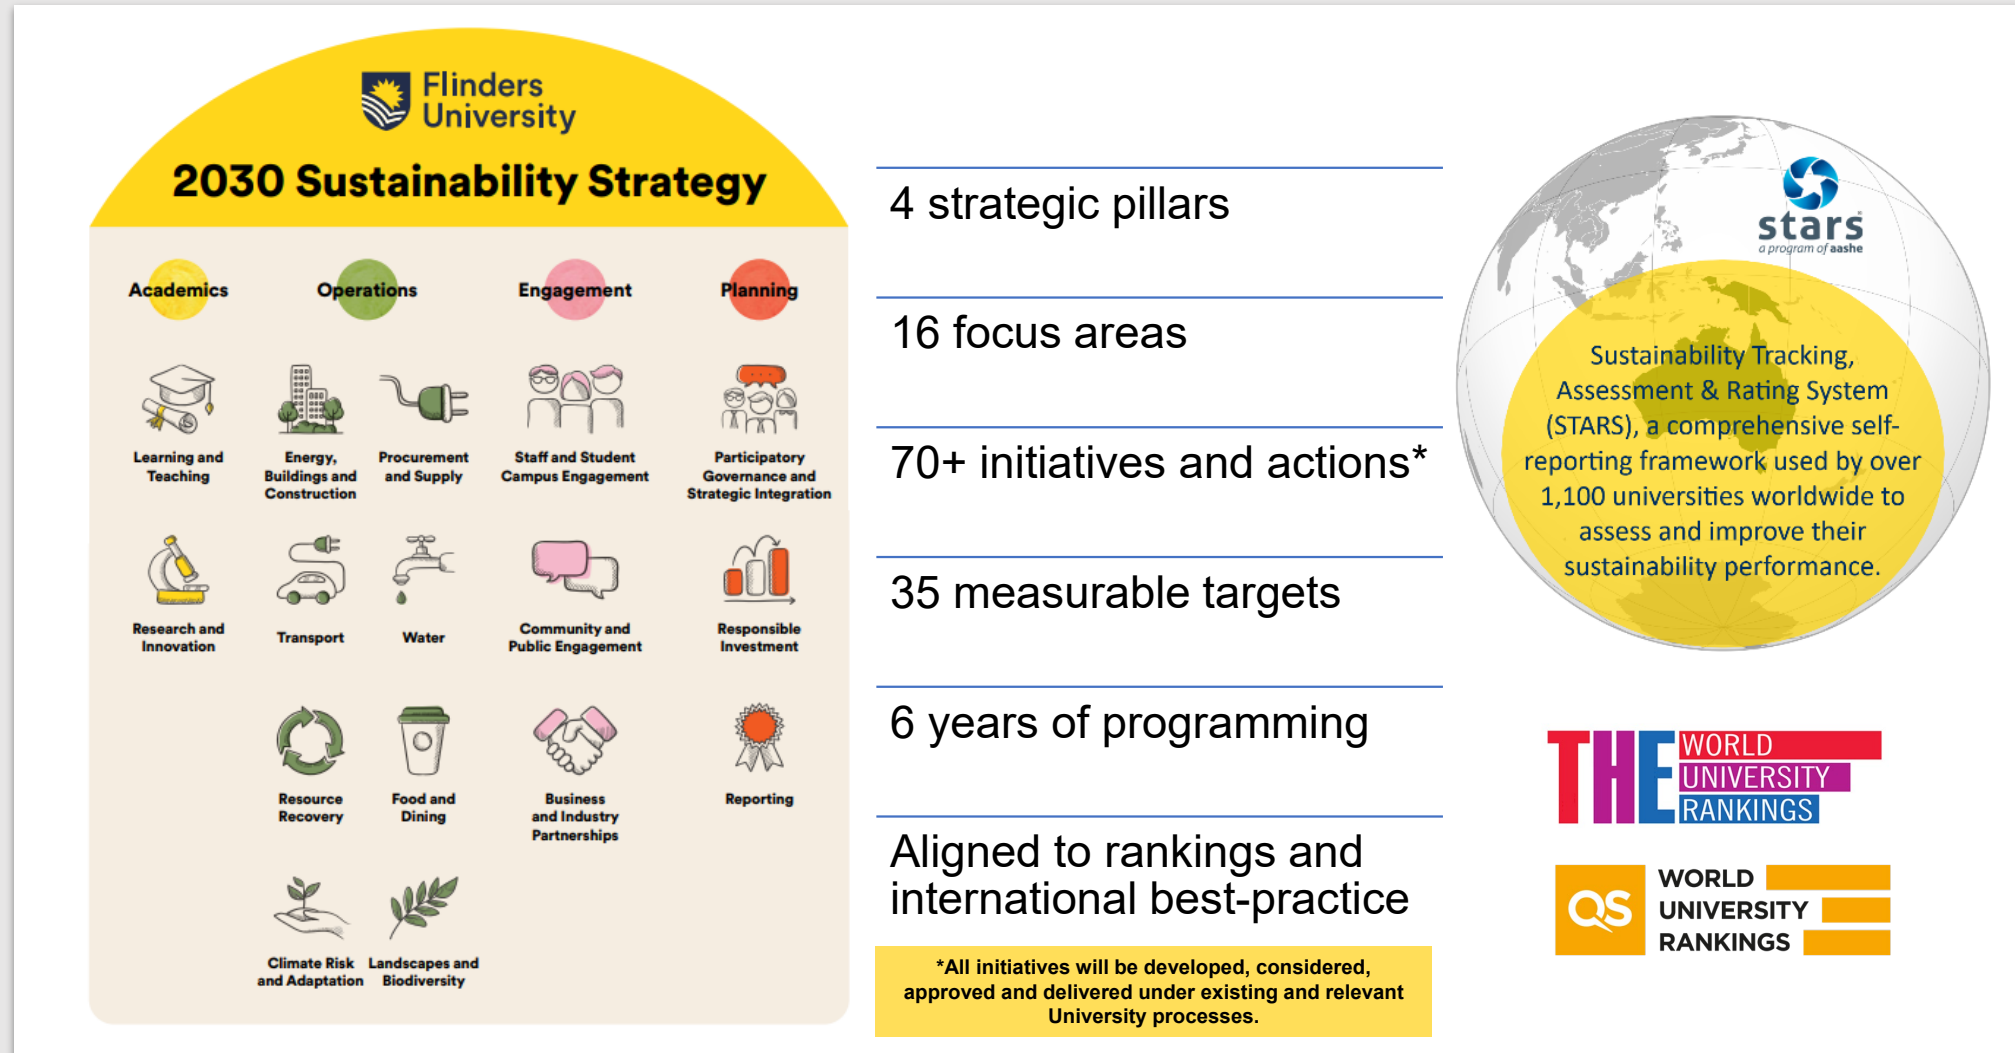 Flinders
University
2030 Sustainability Strategy
Academics
Operations
Engagement
Planning
Learning and
Teaching
Energy,
Buildings and
Construction
Procurement
and Supply
Staff and Student
Campus Engagement
Participatory
Governance and
Strategic Integration
Research and
Innovation
Transport
Water
Community and
Public Engagement
Responsible
Investment
Resource
Recovery
Food and
Dining
Business
and Industry
Partnerships
Reporting
Climate Risk
and Adaptation
Landscapes and
Biodiversity
4 strategic pillars
16 focus areas
70+ initiatives and actions*
35 measurable targets
6 years of programming
Aligned to rankings and
international best-practice
*All initiatives will be developed, considered,
approved and delivered under existing and relevant
University processes.
stars
a program of aashe
Sustainability Tracking,
Assessment & Rating System
(STARS), a comprehensive self-
reporting framework used by over
1,100 universities worldwide to
assess and improve their
sustainability performance.
THE WORLD
UNIVERSITY
RANKINGS
QS WORLD
UNIVERSITY
RANKINGS